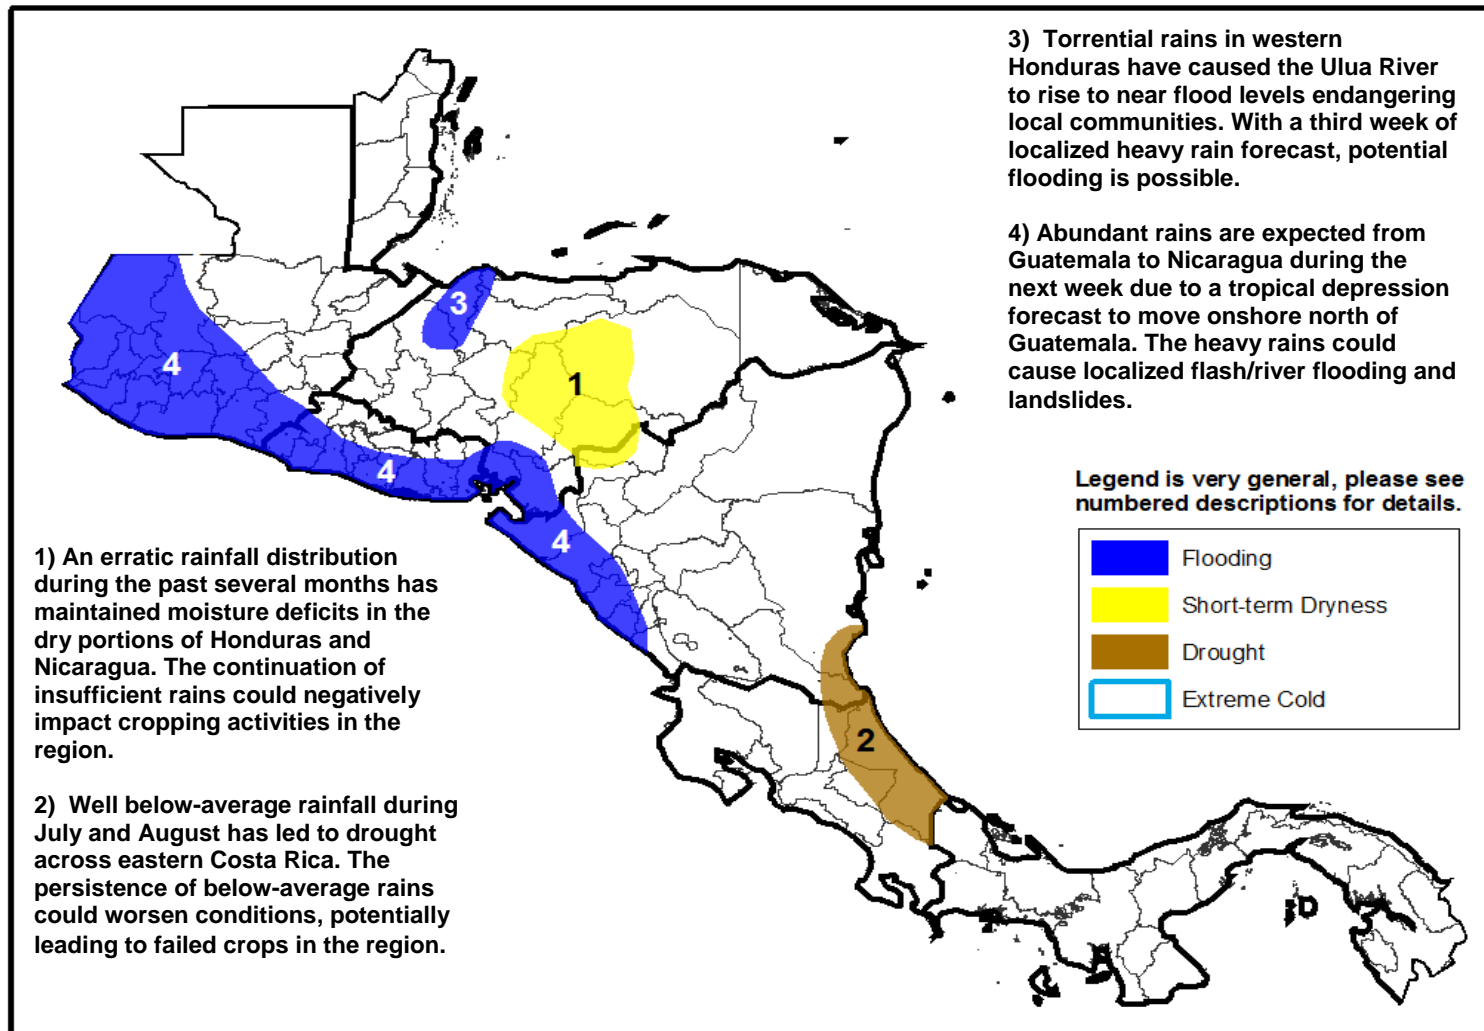 3)  Torrential rains in western
Honduras have caused the Ulua River
to rise to near flood levels endangering
local communities. With a third week of
localized heavy rain forecast, potential
flooding is possible.
4) Abundant rains are expected from
Guatemala to Nicaragua during the
next week due to a tropical depression
forecast to move onshore north of
Guatemala. The heavy rains could
cause localized flash/river flooding and
landslides.
3
4
1
4
4
2
Legend is very general, please see
numbered descriptions for details.
Flooding
Short-term Dryness
Drought
Extreme Cold
1) An erratic rainfall distribution
during the past several months has
maintained moisture deficits in the
dry portions of Honduras and
Nicaragua. The continuation of
insufficient rains could negatively
impact cropping activities in the
region.
2)  Well below-average rainfall during
July and August has led to drought
across eastern Costa Rica. The
persistence of below-average rains
could worsen conditions, potentially
leading to failed crops in the region.